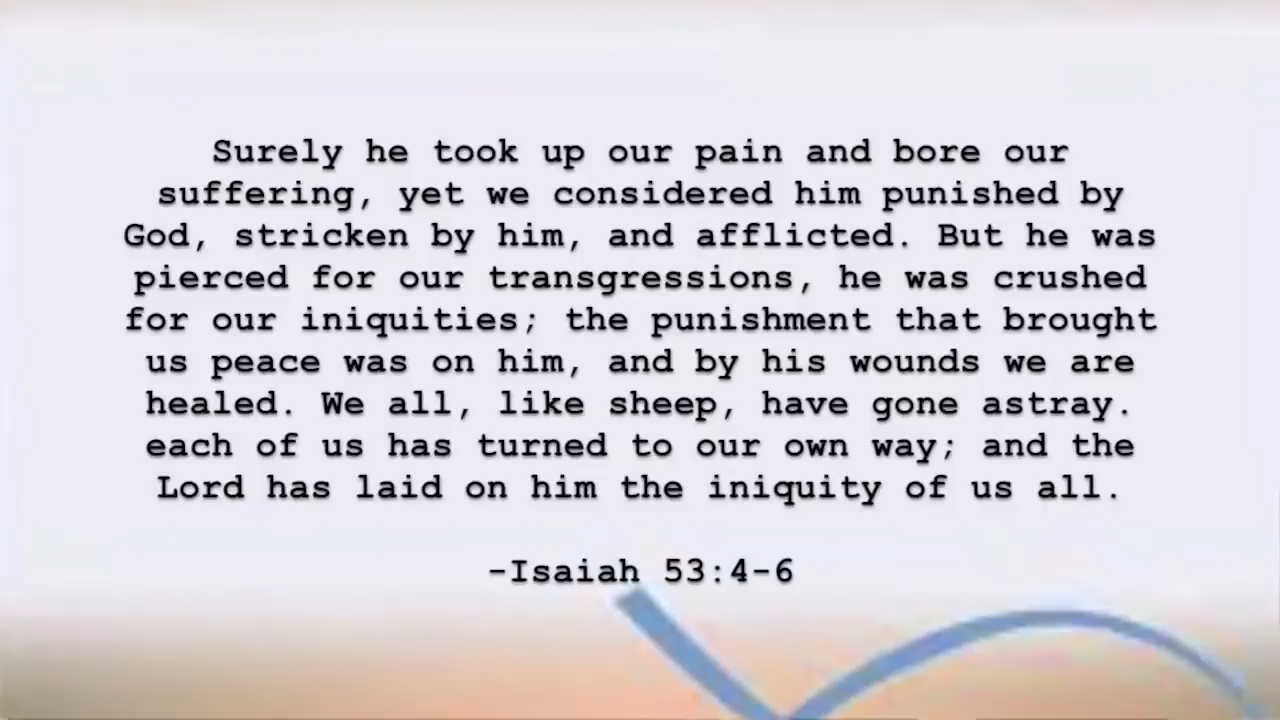 Surely he took up our pain and bore our
suffering, yet we considered him punished by
God, stricken by him, and afflicted. But he was
pierced for our transgressions, he was crushed
for our iniquities; the punishment that brought
us peace was on him, and by his wounds we are
healed. We all, like sheep, have gone astray.
each of us has turned to our own way; and the
Lord has laid on him the iniquity of us all.
-Isaiah 53:4-6